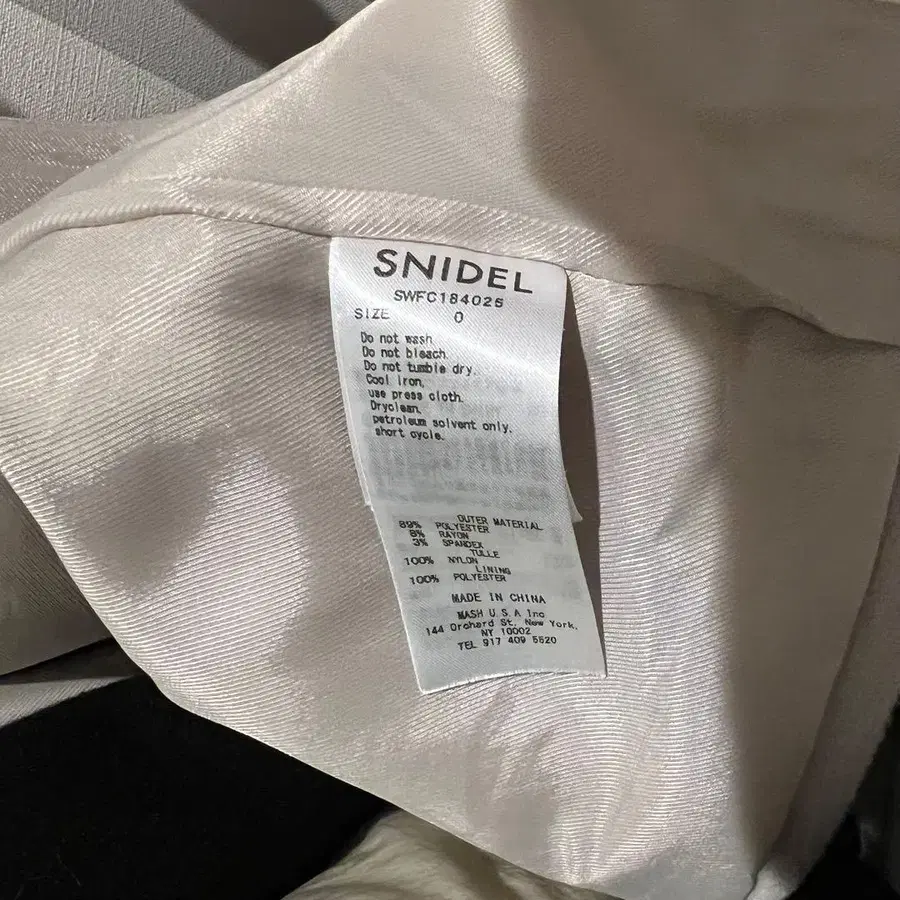 SNIDEL
SWFC184025
SIZE 0
Do not wash.
Do not bleach.
Do not tumble dry.
Cool iron,
use press cloth.
Dryclean,
petroleum solvent only.
short cycle.
OUTER MATERIAL
89% POLYESTER
8% RAYON
3% SPANDEX
TULLE
100% NYLON
LINING
100% POLYESTER
MADE IN CHINA
MASH U.S.A Inc
144 Orchard St, New York,
NY 10002
TEL 917 409 5520